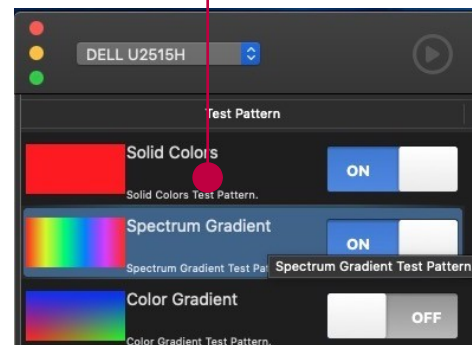 DELL U2515H
Test Pattern
Solid Colors
ON
Solid Colors Test Pattern.
Spectrum Gradient
ON
Spectrum Gradient Test Pat
Spectrum Gradient Test Pattern
Color Gradient
OFF
Color Gradient Test Pattern.